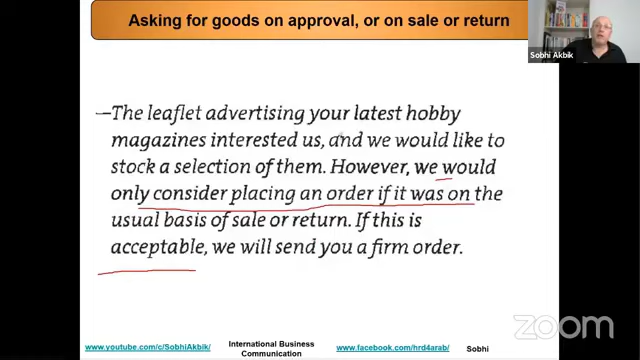 Asking for goods on approval, or on sale or return
Sobhi Akbik
—The leaflet advertising your latest hobby
magazines interested us, and we would like to
stock a selection of them. However, we would
only consider placing an order if it was on the
usual basis of sale or return. If this is
acceptable, we will send you a firm order.
zoom
www.youtube.com/c/SobhiAkbik/
International Business
Communication
www.facebook.com/hrd4arab/
Sobhi